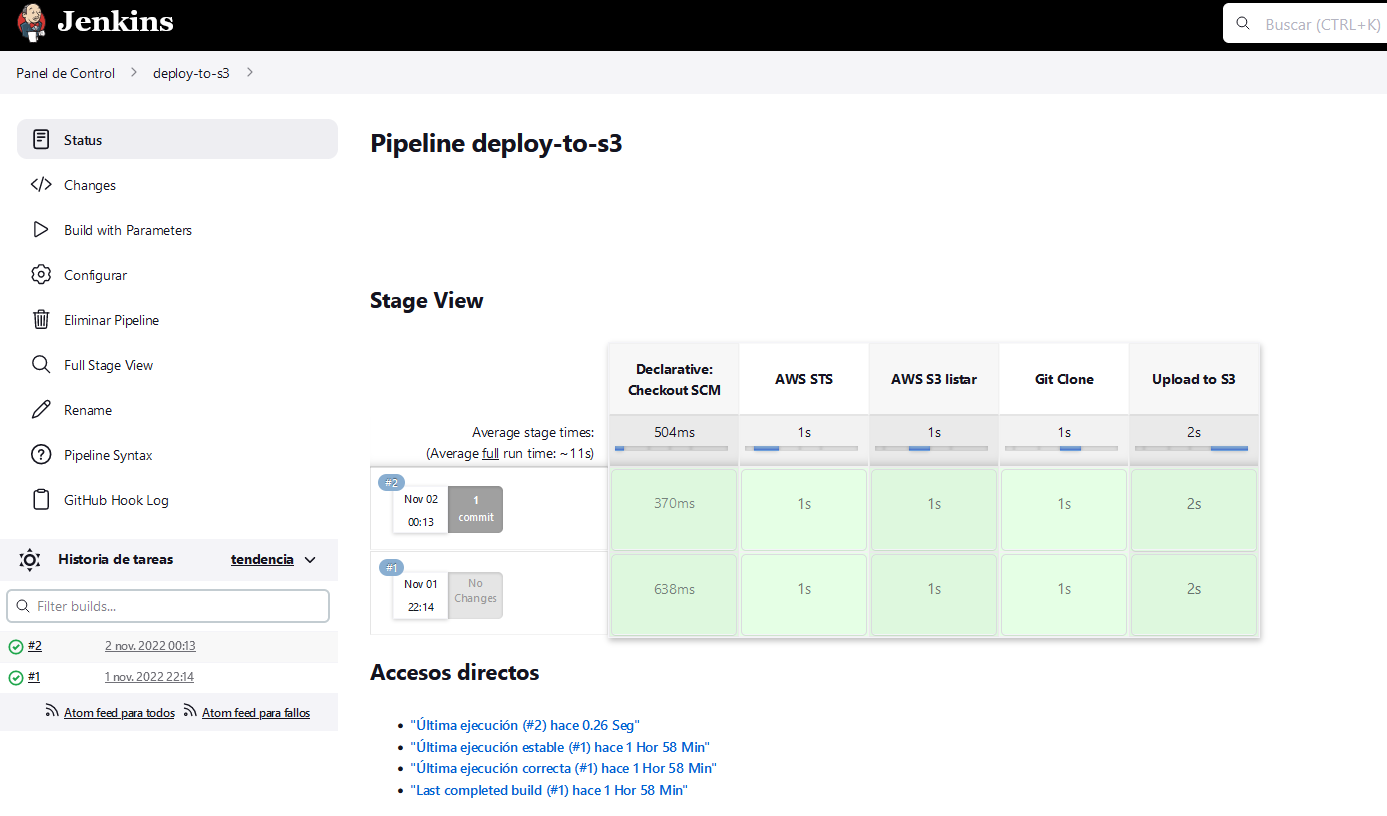 Jenkins
Buscar (CTRL+K)
Panel de Control
deploy-to-s3
Status
Changes
Build with Parameters
Configurar
Eliminar Pipeline
Full Stage View
Rename
Pipeline Syntax
GitHub Hook Log
Historia de tareas
tendencia
Filter builds...
#2
2 nov. 2022 00:13
#1
1 nov. 2022 22:14
Atom feed para todos
Atom feed para fallos
Pipeline deploy-to-s3
Stage View
Declarative:
Checkout SCM
AWS STS
AWS S3 listar
Git Clone
Upload to S3
Average stage times:
(Average full run time: ~11s)
504ms
1s
1s
1s
2s
#2
Nov 02
00:13
1
commit
370ms
1s
1s
1s
2s
#1
Nov 01
22:14
No
Changes
638ms
1s
1s
1s
2s
Accesos directos
"Última ejecución (#2) hace 0.26 Seg"
"Última ejecución estable (#1) hace 1 Hor 58 Min"
"Última ejecución correcta (#1) hace 1 Hor 58 Min"
"Last completed build (#1) hace 1 Hor 58 Min"